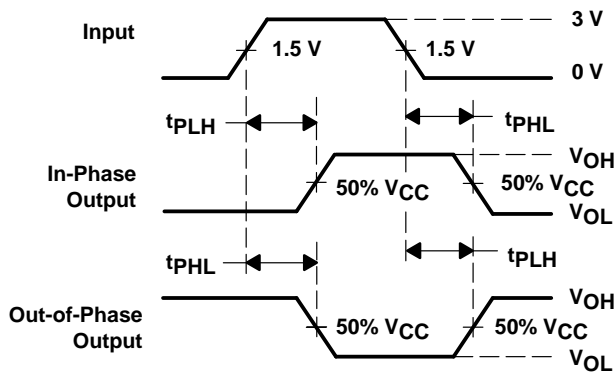 Input
3 V
1.5 V
1.5 V
0 V
tPLH
tPHL
In-Phase
Output
VOH
50% VCC
50% VCC
VOL
tPHL
tPLH
Out-of-Phase
Output
VOH
50% VCC
50% VCC
VOL